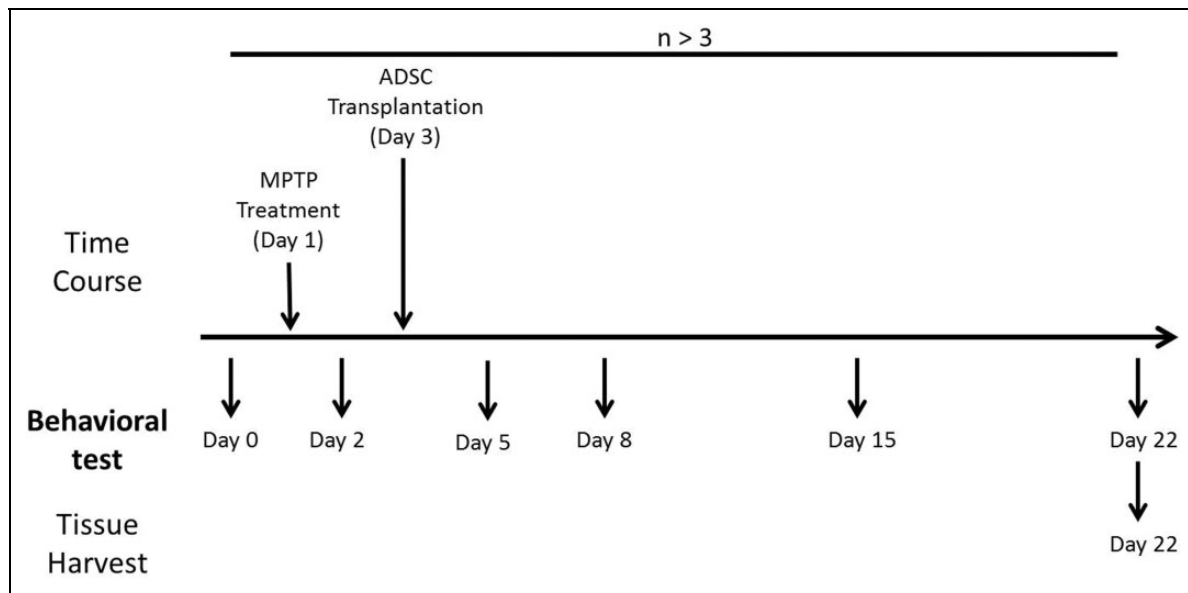 n > 3
ADSC
Transplantation
(Day 3)
MPTP
Treatment
(Day 1)
Time
Course
Behavioral
test
Day 0
Day 2
Day 5
Day 8
Day 15
Day 22
Tissue
Harvest
Day 22